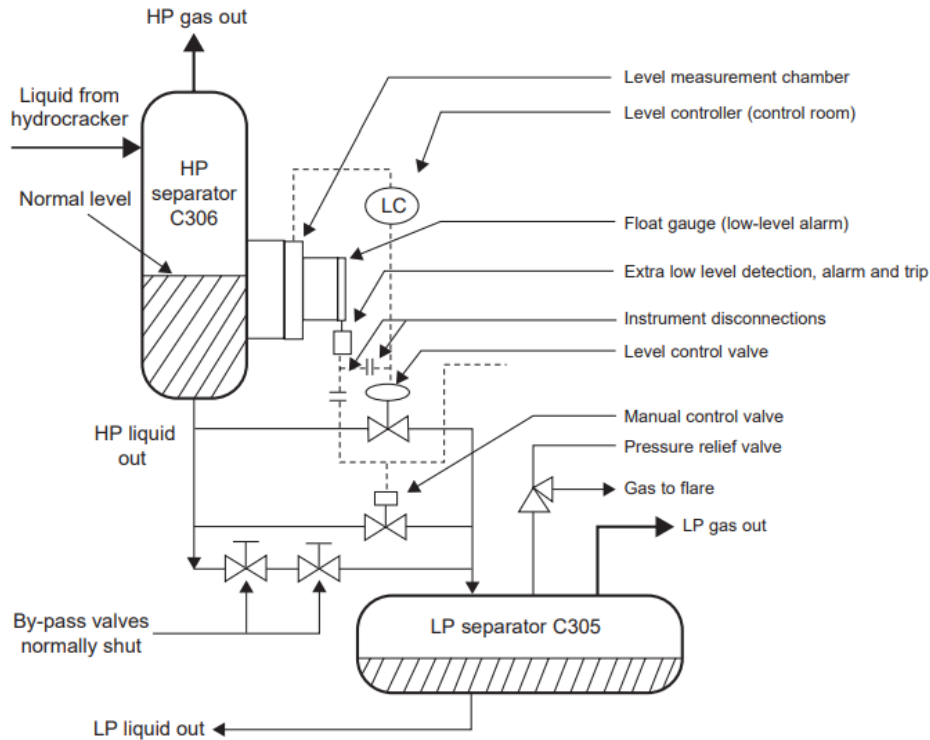 HP gas out
Liquid from
hydrocracker
Normal level
HP
separator
C306
LC
Level measurement chamber
Level controller (control room)
Float gauge (low-level alarm)
Extra low level detection, alarm and trip
Instrument disconnections
Level control valve
Manual control valve
Pressure relief valve
Gas to flare
LP gas out
HP liquid
out
By-pass valves
normally shut
LP separator C305
LP liquid out